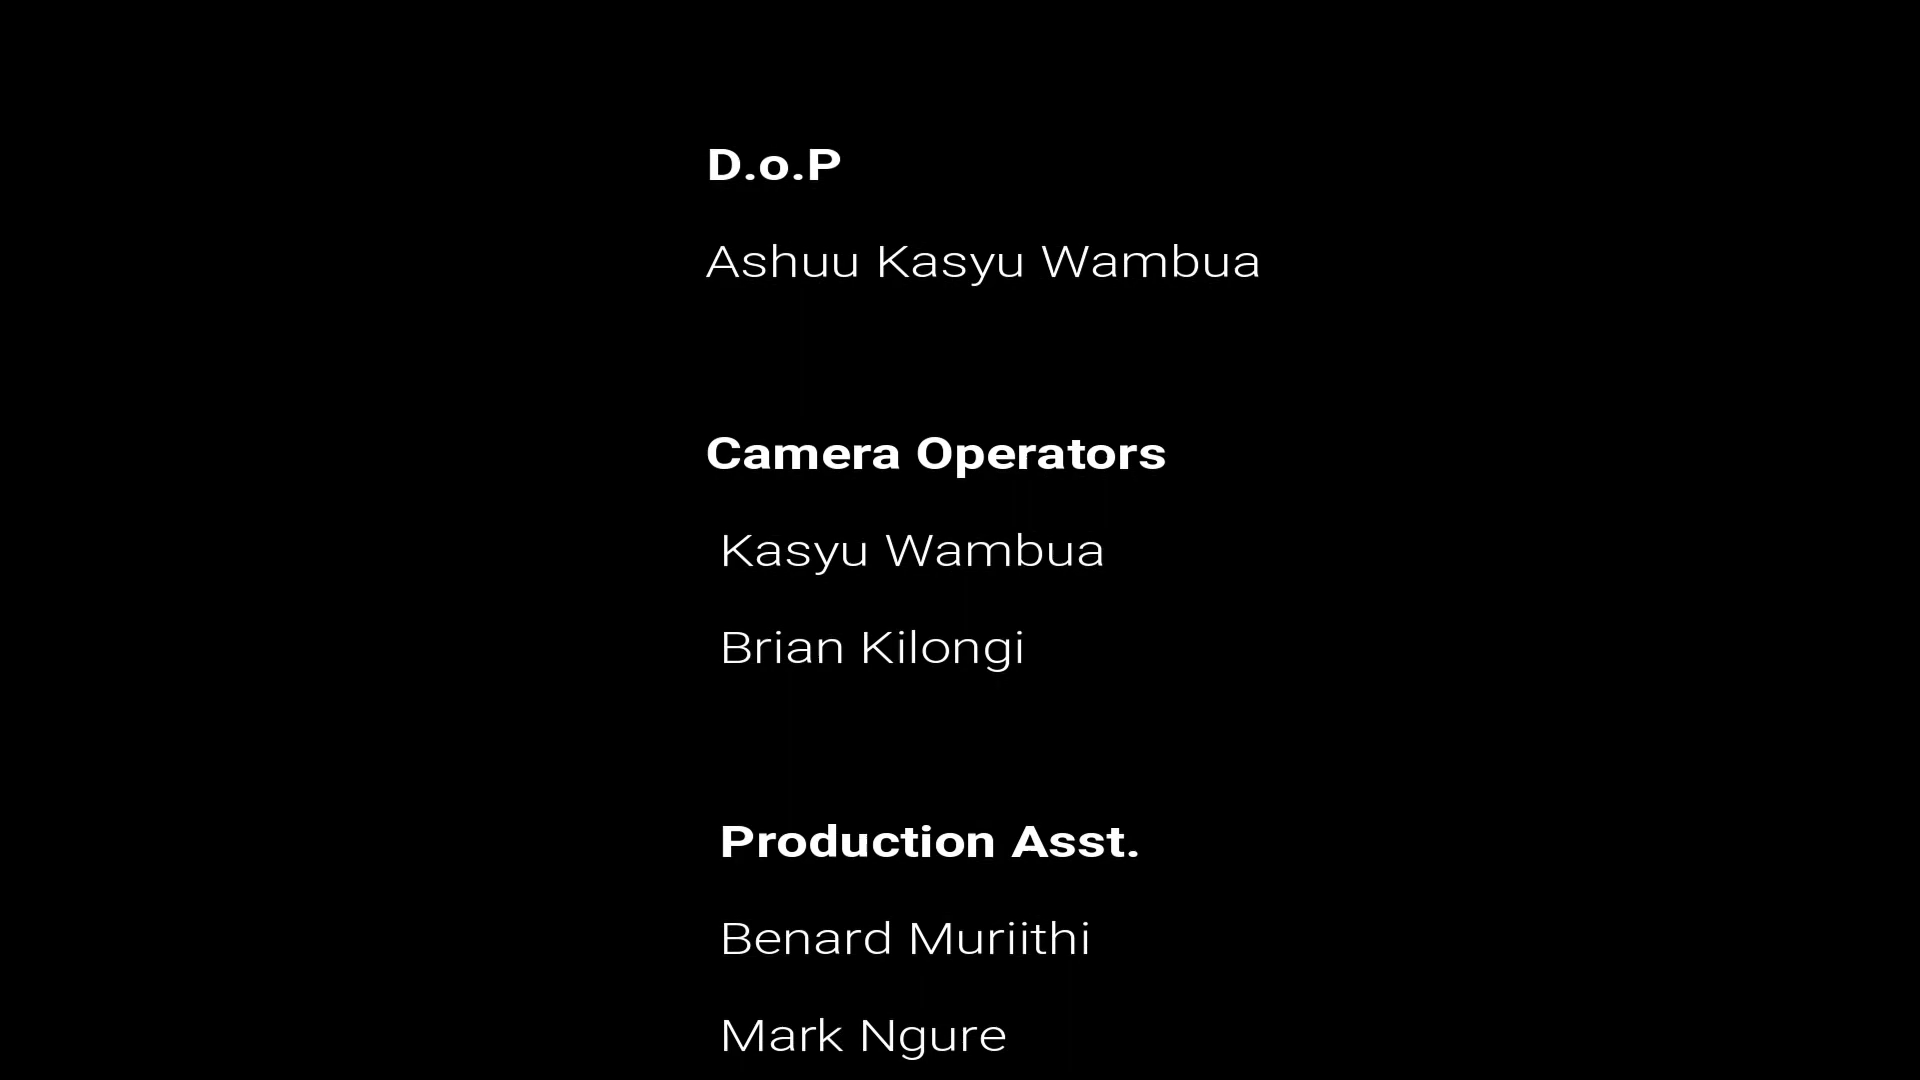 D.o.P
Ashuu Kasyu Wambua
Camera Operators
Kasyu Wambua
Brian Kilongi
Production Asst.
Benard Muriithi
Mark Ngure